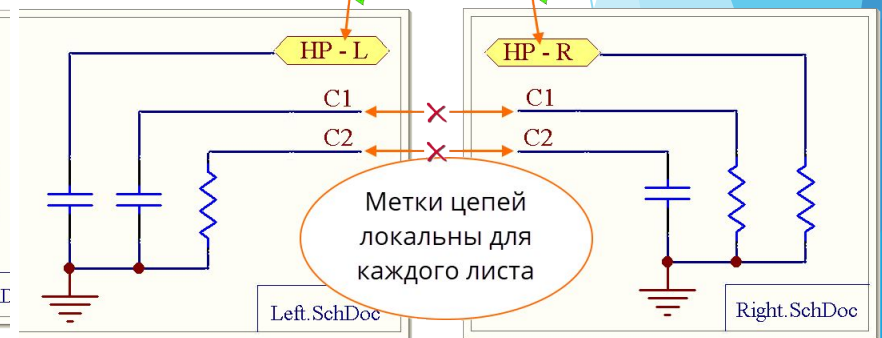 HP - L
HP - R
C1
C1
C2
C2
Метки цепей
локальны для
каждого листа
Left.SchDoc
Right.SchDoc